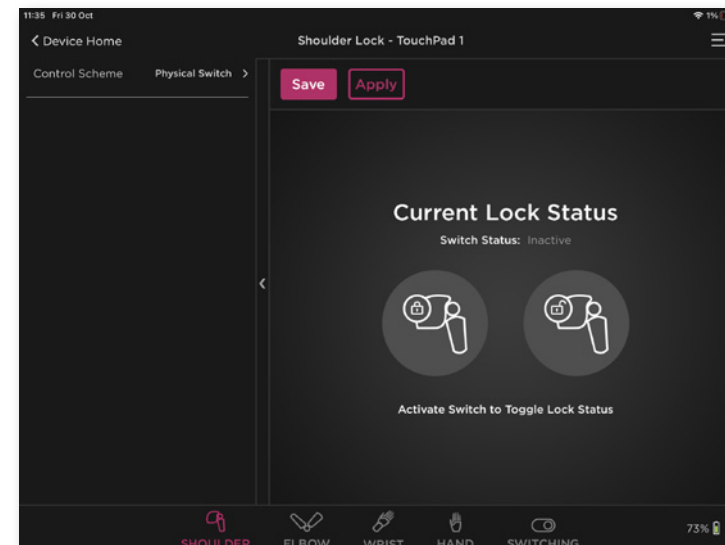 11:35 Fri 30 Oct 1%
Device Home Shoulder Lock - TouchPad 1
Control Scheme Physical Switch
Save Apply
Current Lock Status
Switch Status: Inactive
Activate Switch to Toggle Lock Status
SHOULDER ELBOW WRIST HAND SWITCHING 73%